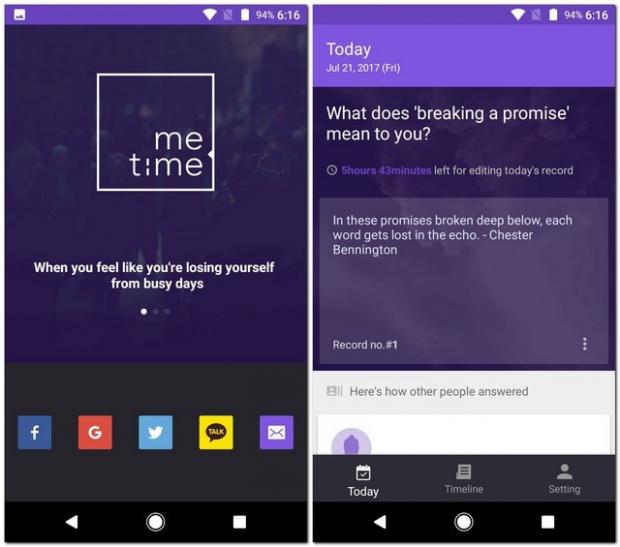 94% 6:16
me
time
When you feel like you're losing yourself
from busy days
f
G
TALK
94% 6:16
Today
Jul 21, 2017 (Fri)
What does 'breaking a promise'
mean to you?
5hours 43minutes left for editing today's record
In these promises broken deep below, each
word gets lost in the echo. - Chester
Bennington
Record no.#1
Here's how other people answered
Today
Timeline
Setting